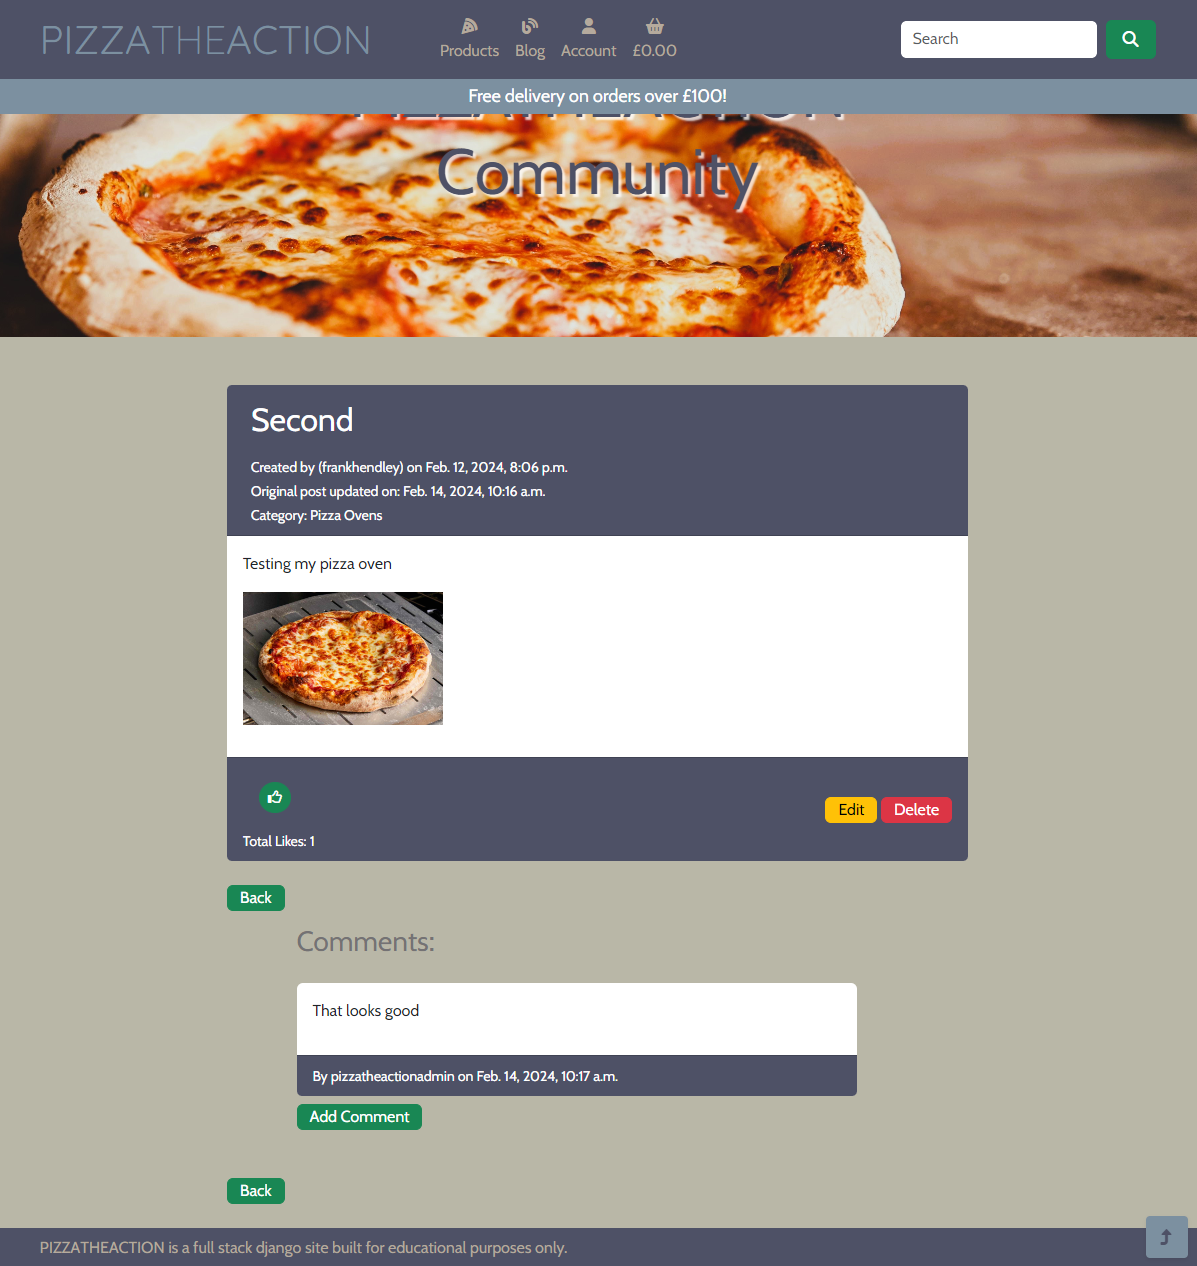 PIZZATHEACTION
Products Blog Account £0.00
Search
Free delivery on orders over £100!
PIZZATHEACTION
Community
Second
Created by (frankhendley) on Feb. 12, 2024, 8:06 p.m.
Original post updated on: Feb. 14, 2024, 10:16 a.m.
Category: Pizza Ovens
Testing my pizza oven
Edit Delete
Total Likes: 1
Back
Comments:
That looks good
By pizzatheactionadmin on Feb. 14, 2024, 10:17 a.m.
Add Comment
Back
PIZZATHEACTION is a full stack django site built for educational purposes only.